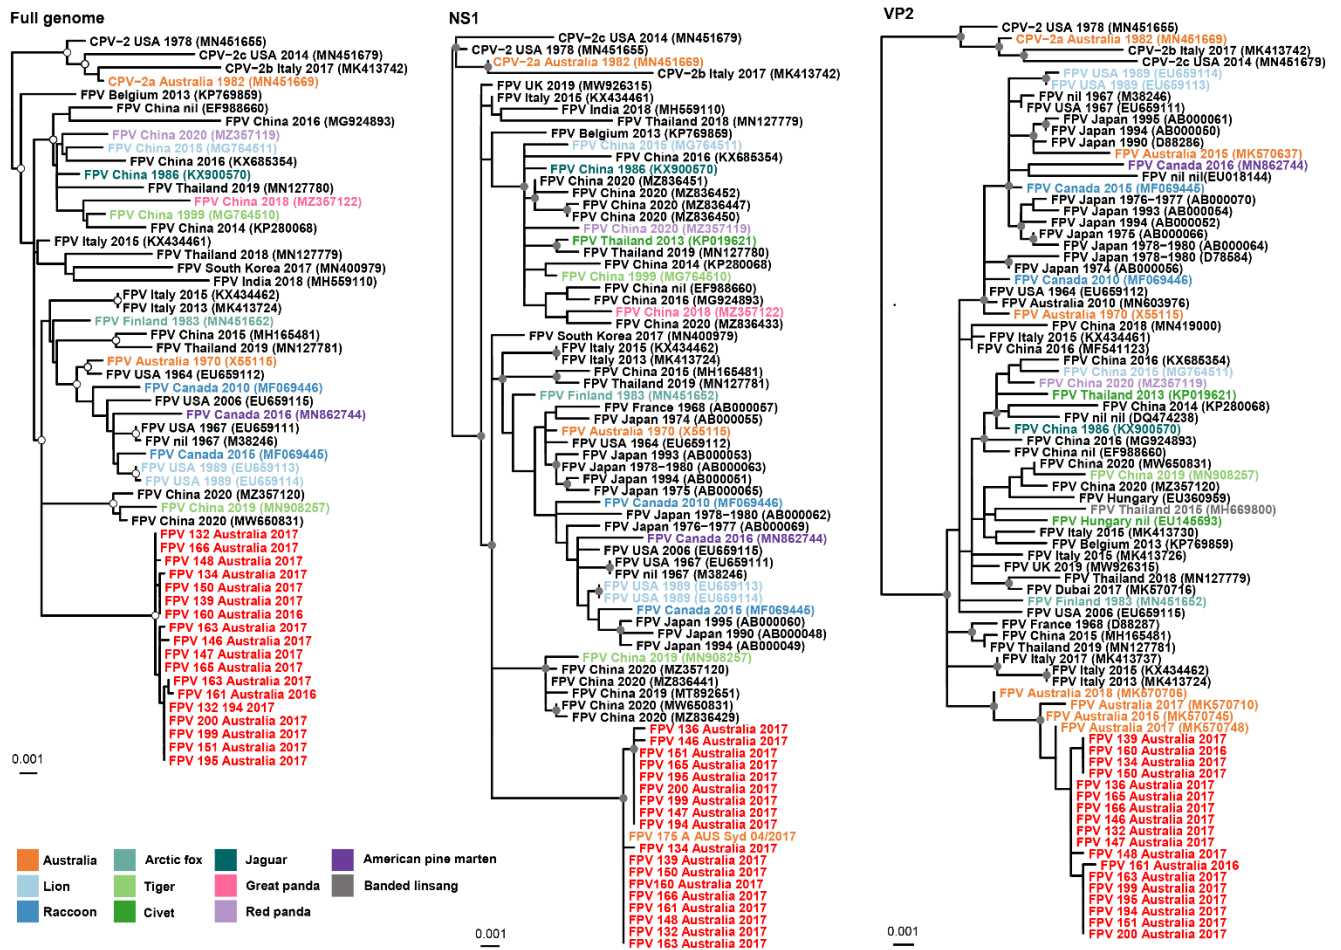 Full genome
CPV-2 USA 1978 (MN451655)
CPV-2c USA 2014 (MN451679)
CPV-2b Italy 2017 (MK413742)
CPV-2a Australia 1982 (MN451669)
FPV Belgium 2013 (KP769859)
FPV China nil (EF988660)
FPV China 2016 (MG924893)
FPV China 2020 (MZ357119)
FPV China 2015 (MG764511)
FPV China 2016 (KX685354)
FPV China 1986 (KX900570)
FPV Thailand 2019 (MN127780)
FPV China 2018 (MZ357122)
FPV China 1999 (MG764510)
FPV China 2014 (KP280068)
FPV Italy 2015 (KX434461)
FPV Thailand 2018 (MN127779)
FPV South Korea 2017 (MN400979)
FPV India 2018 (MH559110)
FPV Italy 2015 (KX434462)
FPV Italy 2013 (MK413724)
FPV Finland 1983 (MN451652)
FPV China 2015 (MH165481)
FPV Thailand 2019 (MN127781)
FPV Australia 1970 (X55115)
FPV USA 1964 (EU659112)
FPV Canada 2010 (MF069446)
FPV USA 2006 (EU659115)
FPV Canada 2016 (MN862744)
FPV USA 1967 (EU659111)
FPV nil 1967 (M38246)
FPV Canada 2015 (MF069445)
FPV USA 1989 (EU659113)
FPV USA 1989 (EU659114)
FPV China 2020 (MZ357120)
FPV China 2019 (MN908257)
FPV China 2020 (MW650831)
FPV 132 Australia 2017
FPV 166 Australia 2017
FPV 148 Australia 2017
FPV 134 Australia 2017
FPV 150 Australia 2017
FPV 139 Australia 2017
FPV 160 Australia 2016
FPV 163 Australia 2017
FPV 146 Australia 2017
FPV 147 Australia 2017
FPV 165 Australia 2017
FPV 163 Australia 2017
FPV 161 Australia 2016
FPV 132 194 2017
FPV 200 Australia 2017
FPV 199 Australia 2017
FPV 151 Australia 2017
FPV 195 Australia 2017
0.001
NS1
CPV-2c USA 2014 (MN451679)
CPV-2 USA 1978 (MN451655)
CPV-2a Australia 1982 (MN451669)
CPV-2b Italy 2017 (MK413742)
FPV UK 2019 (MW926315)
FPV Italy 2015 (KX434461)
FPV India 2018 (MH559110)
FPV Thailand 2018 (MN127779)
FPV Belgium 2013 (KP769859)
FPV China 2015 (MG764511)
FPV China 2016 (KX685354)
FPV China 1986 (KX900570)
FPV China 2020 (MZ836451)
FPV China 2020 (MZ836452)
FPV China 2020 (MZ836447)
FPV China 2020 (MZ836450)
FPV China 2020 (MZ357119)
FPV Thailand 2013 (KP019621)
FPV Thailand 2019 (MN127780)
FPV China 2014 (KP280068)
FPV China 1999 (MG764510)
FPV China nil (EF988660)
FPV China 2016 (MG924893)
FPV China 2018 (MZ357122)
FPV China 2020 (MZ836433)
FPV South Korea 2017 (MN400979)
FPV Italy 2015 (KX434462)
FPV Italy 2013 (MK413724)
FPV China 2015 (MH165481)
FPV Thailand 2019 (MN127781)
FPV Finland 1983 (MN451652)
FPV France 1968 (AB000057)
FPV Japan 1974 (AB000055)
FPV Australia 1970 (X55115)
FPV USA 1964 (EU659112)
FPV Japan 1993 (AB000053)
FPV Japan 1978−1980 (AB000063)
FPV Japan 1994 (AB000051)
FPV Japan 1975 (AB000065)
FPV Canada 2010 (MF069446)
FPV Japan 1978−1980 (AB000062)
FPV Japan 1976−1977 (AB000069)
FPV Canada 2016 (MN862744)
FPV USA 2006 (EU659115)
FPV USA 1967 (EU659111)
FPV nil 1967 (M38246)
FPV USA 1989 (EU659113)
FPV USA 1989 (EU659114)
FPV Canada 2015 (MF069445)
FPV Japan 1995 (AB000060)
FPV Japan 1990 (AB000048)
FPV Japan 1994 (AB000049)
FPV China 2019 (MN908257)
FPV China 2020 (MZ357120)
FPV China 2020 (MZ836441)
FPV China 2019 (MT892651)
FPV China 2020 (MW650831)
FPV China 2020 (MZ836429)
FPV 136 Australia 2017
FPV 146 Australia 2017
FPV 151 Australia 2017
FPV 165 Australia 2017
FPV 195 Australia 2017
FPV 200 Australia 2017
FPV 199 Australia 2017
FPV 147 Australia 2017
FPV 194 Australia 2017
FPV 175 A AUS Syd 04/2017
FPV 134 Australia 2017
FPV 139 Australia 2017
FPV 150 Australia 2017
FPV160 Australia 2017
FPV 166 Australia 2017
FPV 161 Australia 2017
FPV 148 Australia 2017
FPV 132 Australia 2017
FPV 163 Australia 2017
0.001
VP2
CPV-2 USA 1978 (MN451655)
CPV-2a Australia 1982 (MN451669)
CPV-2b Italy 2017 (MK413742)
CPV-2c USA 2014 (MN451679)
FPV USA 1989 (EU659114)
FPV USA 1989 (EU659113)
FPV nil 1967 (M38246)
FPV USA 1967 (EU659111)
FPV Japan 1995 (AB000061)
FPV Japan 1994 (AB000050)
FPV Japan 1990 (D88286)
FPV Australia 2015 (MK570637)
FPV Canada 2016 (MN862744)
FPV nil nil(EU018144)
FPV Canada 2015 (MF069445)
FPV Japan 1976−1977 (AB000070)
FPV Japan 1993 (AB000054)
FPV Japan 1994 (AB000052)
FPV Japan 1975 (AB000066)
FPV Japan 1978−1980 (AB000064)
FPV Japan 1978−1980 (D78584)
FPV Japan 1974 (AB000056)
FPV Canada 2010 (MF069446)
FPV USA 1964 (EU659112)
FPV Australia 2010 (MN603976)
FPV Australia 1970 (X55115)
FPV China 2018 (MN419000)
FPV Italy 2015 (KX434461)
FPV China 2016 (MF541123)
FPV China 2016 (KX685354)
FPV China 2015 (MG764511)
FPV China 2020 (MZ357119)
FPV Thailand 2013 (KP019621)
FPV China 2014 (KP280068)
FPV nil nil (DQ474238)
FPV China 1986 (KX900570)
FPV China 2016 (MG924893)
FPV China nil (EF988660)
FPV China 2020 (MW650831)
FPV China 2019 (MN908257)
FPV China 2020 (MZ357120)
FPV Hungary (EU360959)
FPV Thailand 2015 (MH669800)
FPV Hungary nil (EU145593)
FPV Italy 2015 (MK413730)
FPV Belgium 2013 (KP769859)
FPV Italy 2015 (MK413726)
FPV UK 2019 (MW926315)
FPV Thailand 2018 (MN127779)
FPV Dubai 2017 (MK570716)
FPV Finland 1983 (MN451652)
FPV USA 2006 (EU659115)
FPV France 1968 (D88287)
FPV China 2015 (MH165481)
FPV Thailand 2019 (MN127781)
FPV Italy 2017 (MK413737)
FPV Italy 2015 (KX434462)
FPV Italy 2013 (MK413724)
FPV Australia 2018 (MK570706)
FPV Australia 2017 (MK570710)
FPV Australia 2015 (MK570745)
FPV Australia 2017 (MK570748)
FPV 139 Australia 2017
FPV 160 Australia 2016
FPV 134 Australia 2017
FPV 150 Australia 2017
FPV 136 Australia 2017
FPV 165 Australia 2017
FPV 166 Australia 2017
FPV 146 Australia 2017
FPV 132 Australia 2017
FPV 147 Australia 2017
FPV 148 Australia 2017
FPV 161 Australia 2016
FPV 163 Australia 2017
FPV 199 Australia 2017
FPV 195 Australia 2017
FPV 194 Australia 2017
FPV 151 Australia 2017
FPV 200 Australia 2017
0.001
Australia
Lion
Raccoon
Arctic fox
Tiger
Civet
Jaguar
Great panda
Red panda
American pine marten
Banded linsang